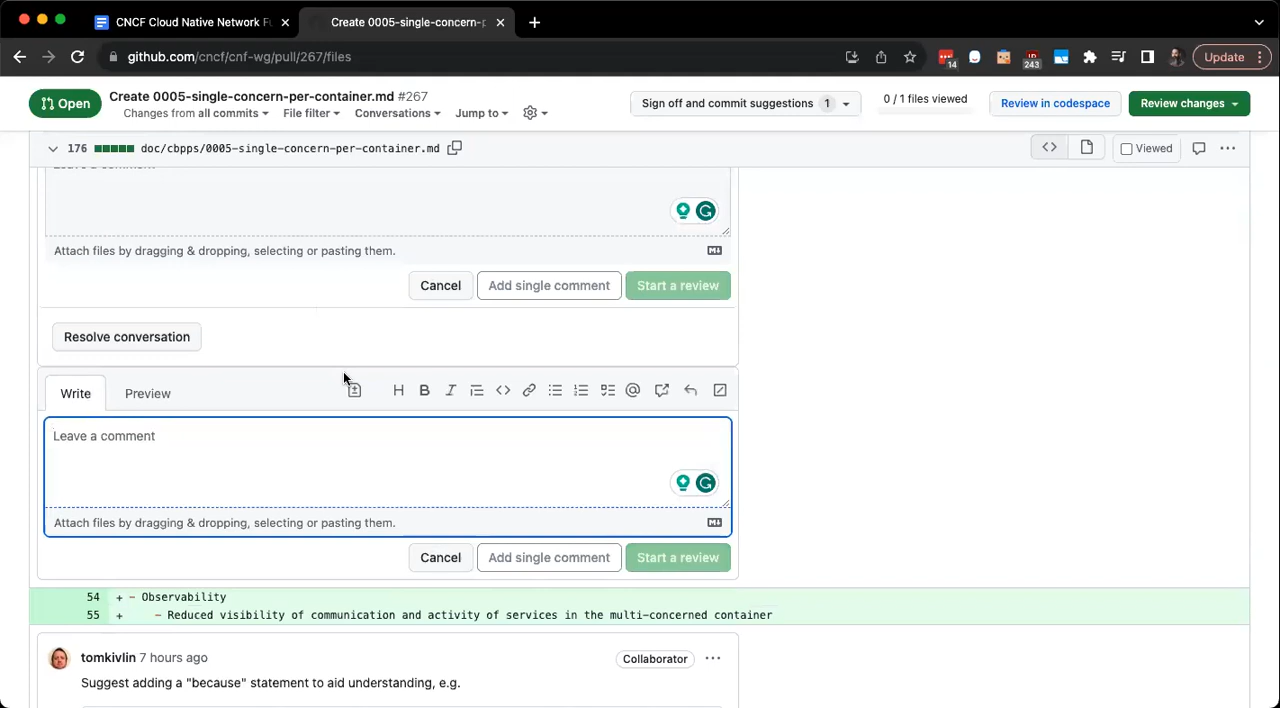 CNCF Cloud Native Network Fu
Create 0005-single-concern-p
github.com/cncf/cnf-wg/pull/267/files
14
243
Update
Open
Create 0005-single-concern-per-container.md #267
Changes from all commits
File filter
Conversations
Jump to
Sign off and commit suggestions 1
0 / 1 files viewed
Review in codespace
Review changes
176 doc/cbpps/0005-single-concern-per-container.md
Viewed
Leave a comment
Attach files by dragging & dropping, selecting or pasting them.
Cancel
Add single comment
Start a review
Resolve conversation
Write
Preview
Leave a comment
Attach files by dragging & dropping, selecting or pasting them.
Cancel
Add single comment
Start a review
54 + - Observability
55 + - Reduced visibility of communication and activity of services in the multi-concerned container
tomkivlin 7 hours ago
Collaborator
Suggest adding a "because" statement to aid understanding, e.g.